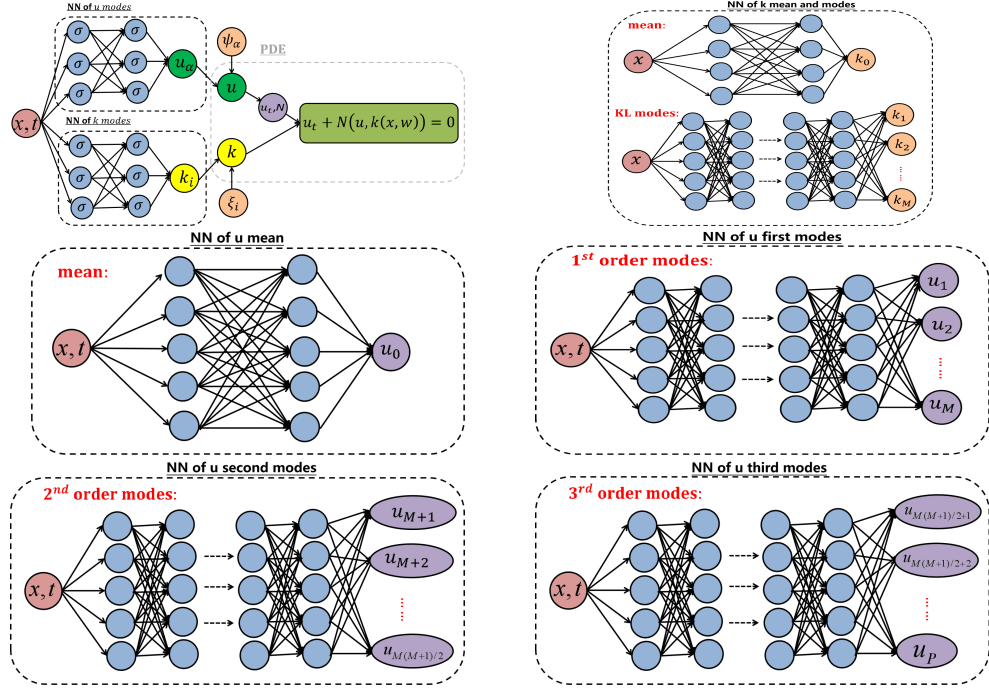 NN of u modes
σ
σ
σ
σ
σ
σ
u_α
ψ_α
PDE
u
u_t,N
x,t
u_t + N(u,k(x,w)) = 0
NN of k modes
σ
σ
σ
σ
σ
σ
k_i
k
ξ_i
NN of k mean and modes
mean:
x
k_0
KL modes:
x
k_1
k_2
......
k_M
NN of u mean
mean:
x,t
u_0
NN of u first modes
1^st order modes:
x,t
u_1
u_2
......
u_M
NN of u second modes
2^nd order modes:
x,t
u_{M+1}
u_{M+2}
......
u_{M(M+1)/2}
NN of u third modes
3^rd order modes:
x,t
u_{M(M+1)/2+1}
u_{M(M+1)/2+2}
......
u_P